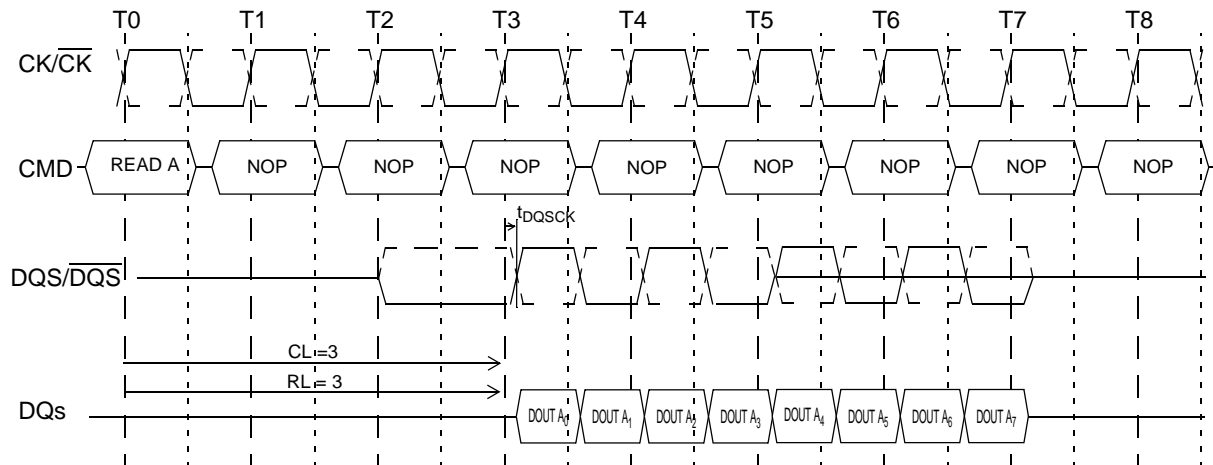 T0 T1 T2 T3 T4 T5 T6 T7 T8
CK/CK
CMD READ A NOP NOP NOP NOP NOP NOP NOP NOP
tDQSCK
DQS/DQS
CL =3
RL = 3
DQs DOUT A0 DOUT A1 DOUT A2 DOUT A3 DOUT A4 DOUT A5 DOUT A6 DOUT A7